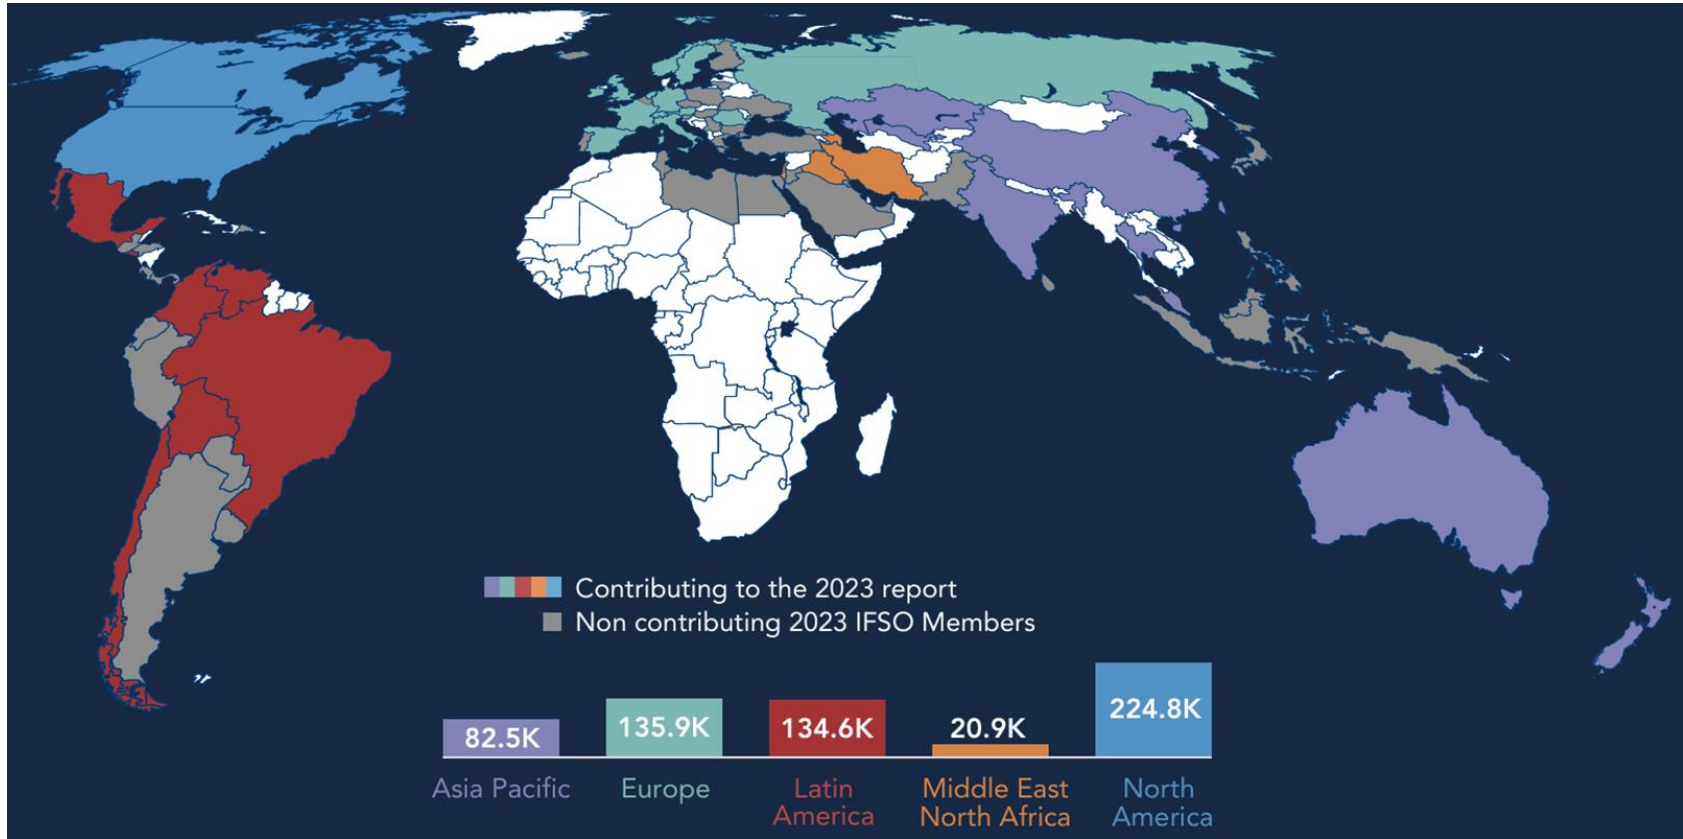 Contributing to the 2023 report
Non contributing 2023 IFSO Members
82.5K
135.9K
134.6K
20.9K
224.8K
Asia Pacific
Europe
Latin
America
Middle East
North Africa
North
America